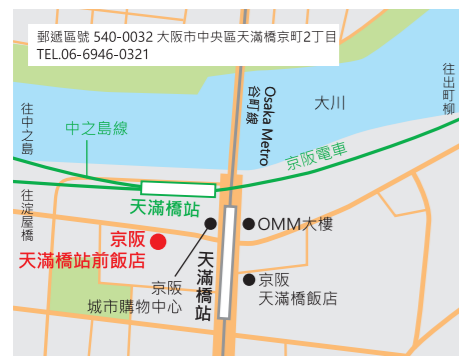 郵遞區號 540-0032 大阪市中央區天滿橋京町2丁目
TEL.06-6946-0321
往中之島
中之島線
Osaka Metro
谷町線
大川
往出町柳
京阪電車
往淀屋橋
天滿橋站
京阪
天滿橋站前飯店
OMM大樓
京阪
城市購物中心
天滿橋站
京阪
天滿橋飯店